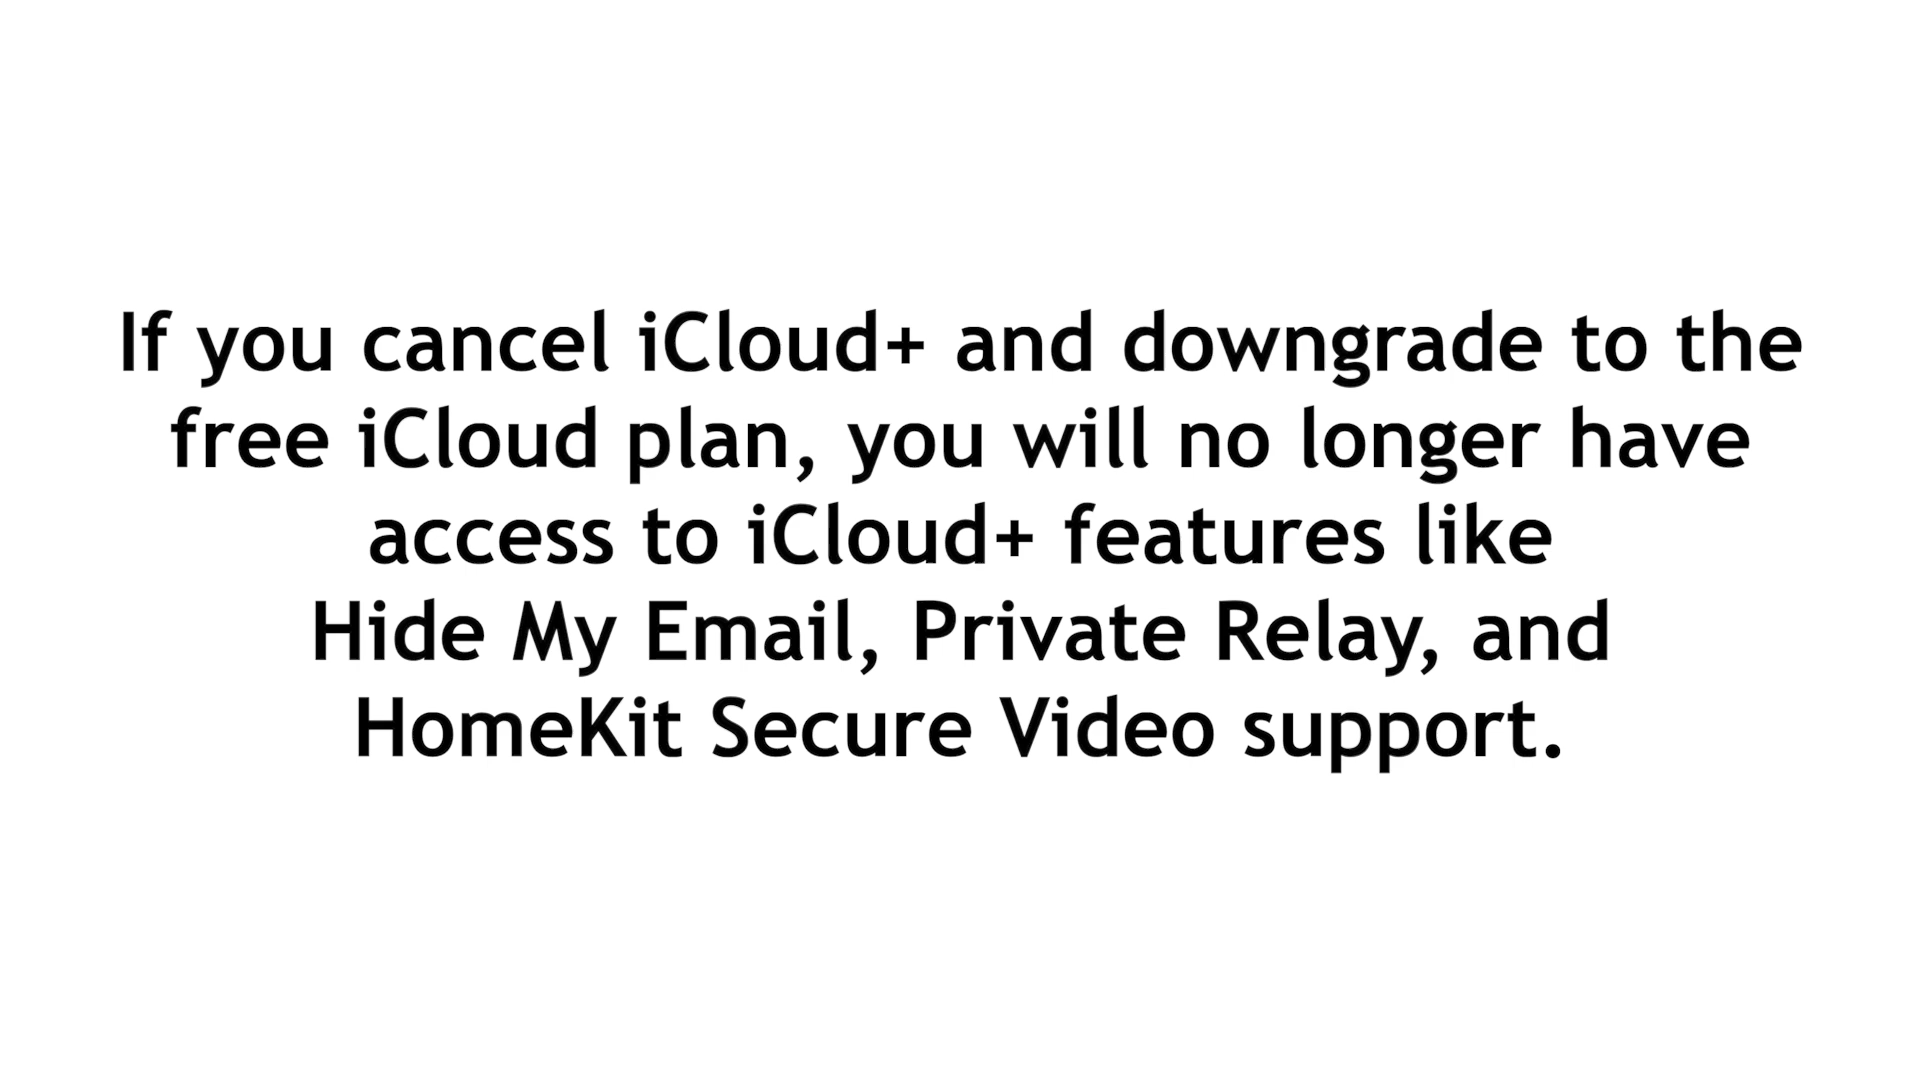 If you cancel iCloud+ and downgrade to the
free iCloud plan, you will no longer have
access to iCloud+ features like
Hide My Email, Private Relay, and
HomeKit Secure Video support.